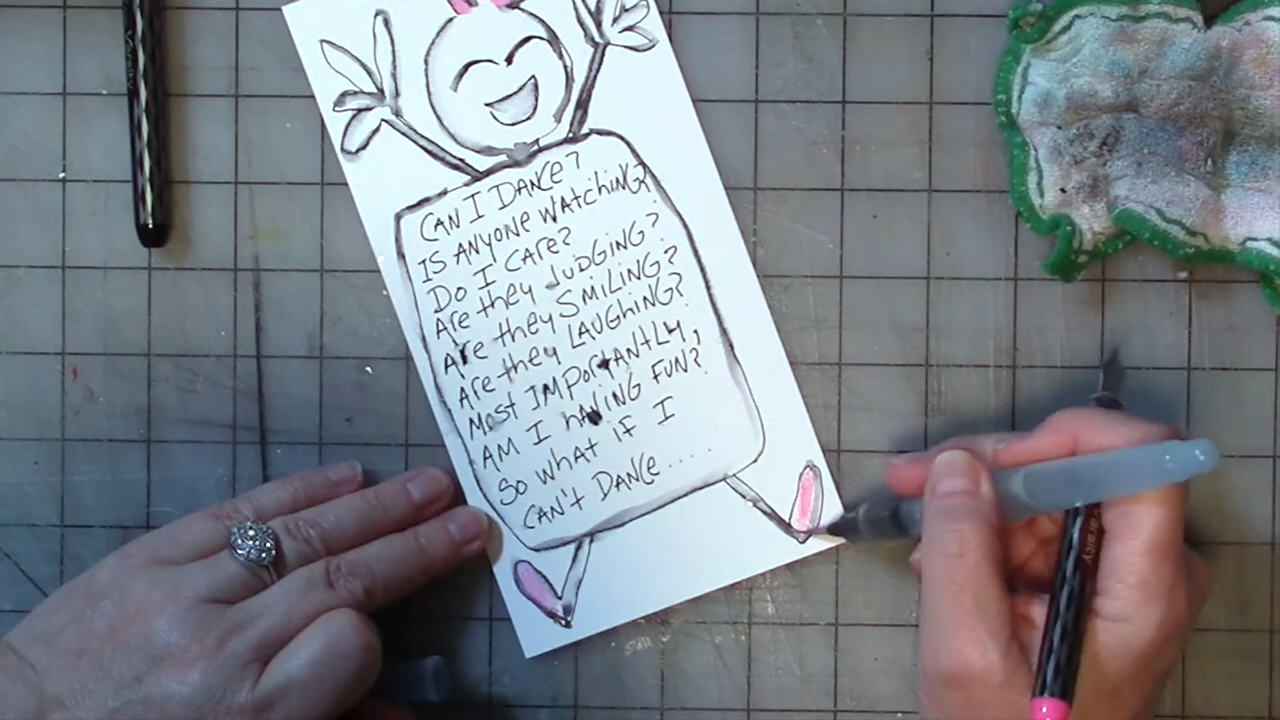 CAN I DANCE?
IS ANYONE WATCHING?
DO I CARE?
Are they JUDGING?
Are they SMILING?
Are they LAUGHING?
Most IMPORTANTLY,
AM I hAVING FUN?
So what IF I
CAN'T DANCE.....